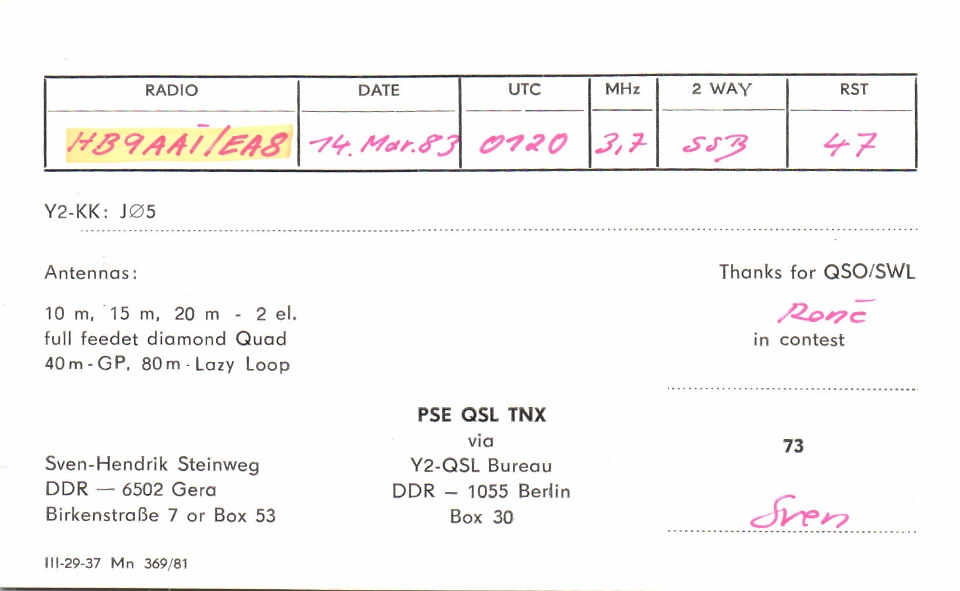 RADIO DATE UTC MHz 2 WAY RST
HB9AAI/EA8 14. Mar. 83 0120 3,7 SSB 47
Y2-KK: JØ5
Antennas:
10 m, 15 m, 20 m - 2 el.
full feedet diamond Quad
40 m - GP, 80 m - Lazy Loop
Thanks for QSO/SWL
René
in contest
PSE QSL TNX
via
Y2-QSL Bureau
DDR – 1055 Berlin
Box 30
Sven-Hendrik Steinweg
DDR — 6502 Gera
Birkenstraße 7 or Box 53
73
Sven
III-29-37 Mn 369/81